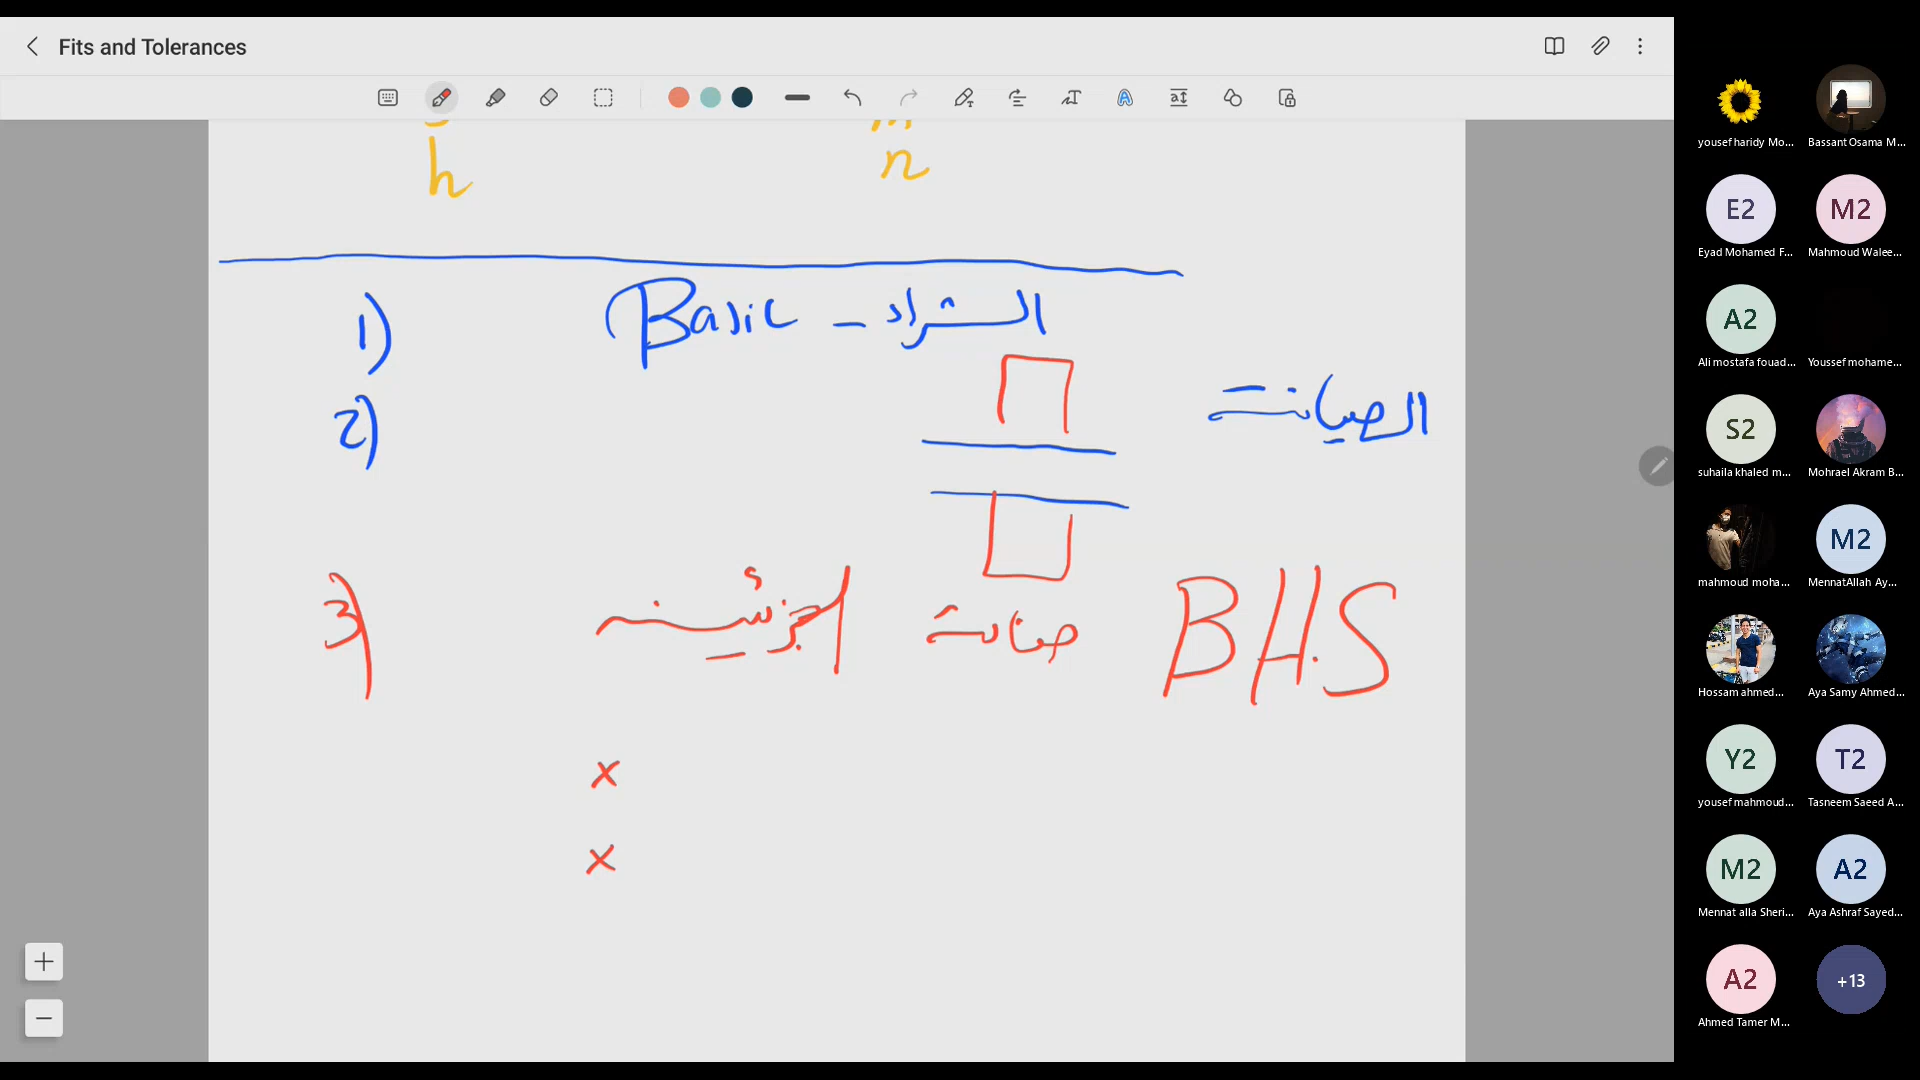 Fits and Tolerances
h
n
1) Basic - الشراء
2) الصيانة
3) صيانة B.H.S
x
x
yousef haridy Mo...
Bassant Osama M...
E2
Eyad Mohamed F...
M2
Mahmoud Walee...
A2
Ali mostafa fouad...
Youssef mohame...
S2
suhaila khaled m...
Mohrael Akram B...
mahmoud moha...
M2
MennatAllah Ay...
Hossam ahmed...
Aya Samy Ahmed...
Y2
yousef mahmoud...
T2
Tasneem Saeed A...
M2
Mennat alla Sheri...
A2
Aya Ashraf Sayed...
A2
Ahmed Tamer M...
+13